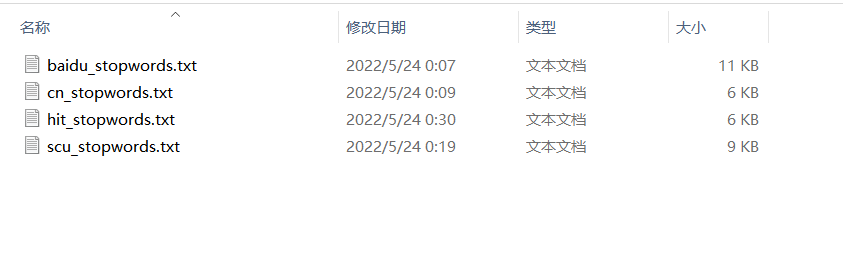 名称 修改日期 类型 大小
baidu_stopwords.txt 2022/5/24 0:07 文本文档 11 KB
cn_stopwords.txt 2022/5/24 0:09 文本文档 6 KB
hit_stopwords.txt 2022/5/24 0:30 文本文档 6 KB
scu_stopwords.txt 2022/5/24 0:19 文本文档 9 KB